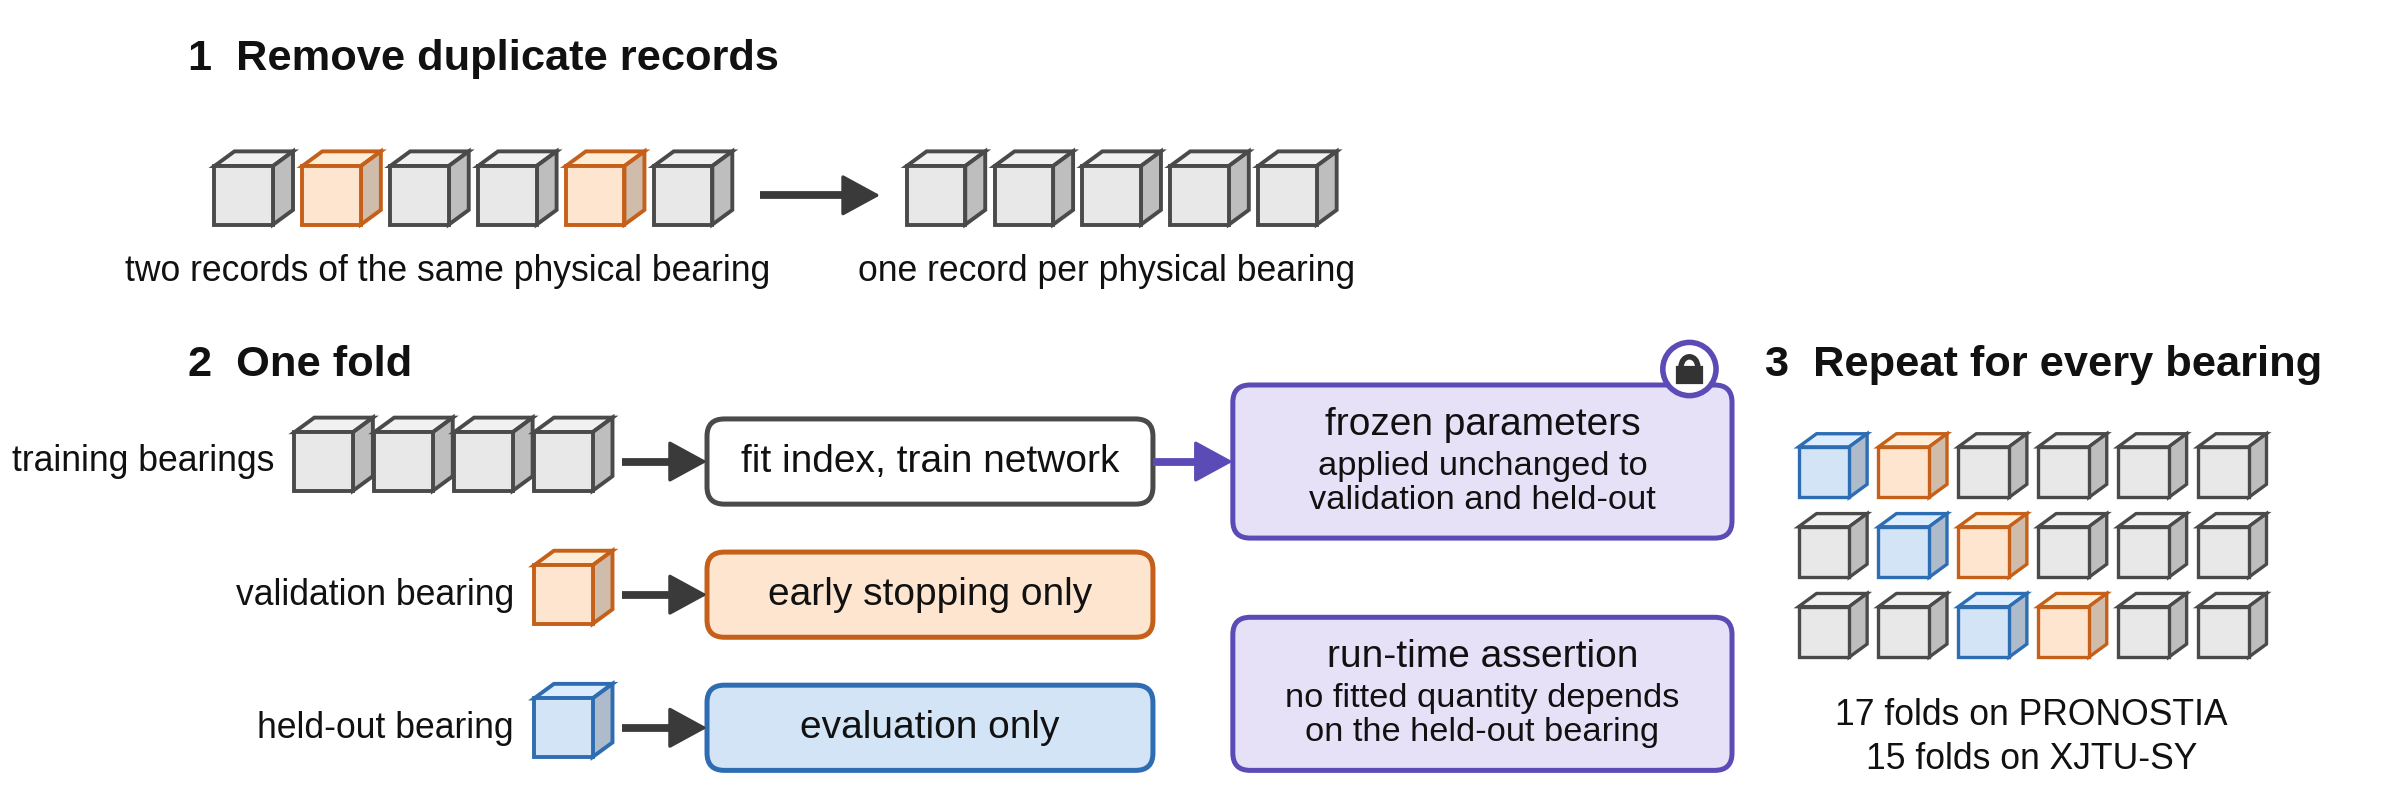 1 Remove duplicate records
two records of the same physical bearing
one record per physical bearing
2 One fold
training bearings
fit index, train network
frozen parameters
applied unchanged to
validation and held-out
validation bearing
early stopping only
held-out bearing
evaluation only
run-time assertion
no fitted quantity depends
on the held-out bearing
3 Repeat for every bearing
17 folds on PRONOSTIA
15 folds on XJTU-SY